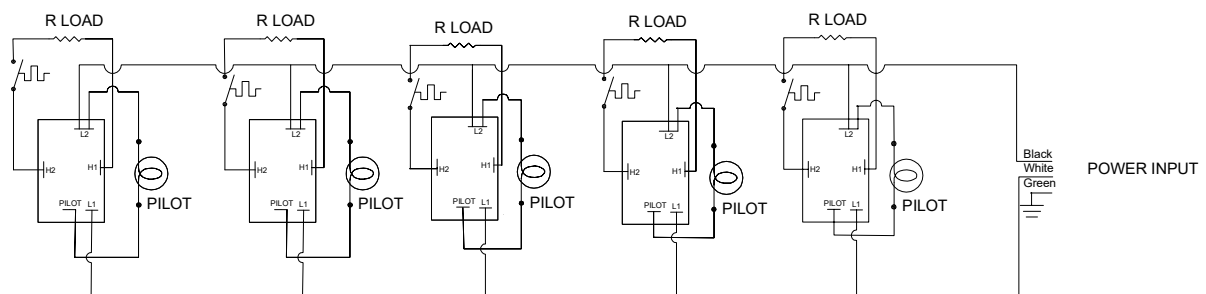 R LOAD
R LOAD
R LOAD
R LOAD
R LOAD
L2
L2
L2
L2
L2
H2
H1
H2
H1
H2
H1
H2
H1
H2
H1
PILOT
L1
PILOT
PILOT
L1
PILOT
PILOT
L1
PILOT
PILOT
L1
PILOT
PILOT
L1
PILOT
Black
White
Green
POWER INPUT